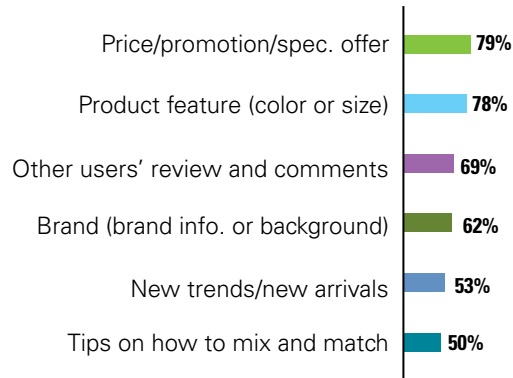 Price/promotion/spec. offer 79%
Product feature (color or size) 78%
Other users’ review and comments 69%
Brand (brand info. or background) 62%
New trends/new arrivals 53%
Tips on how to mix and match 50%